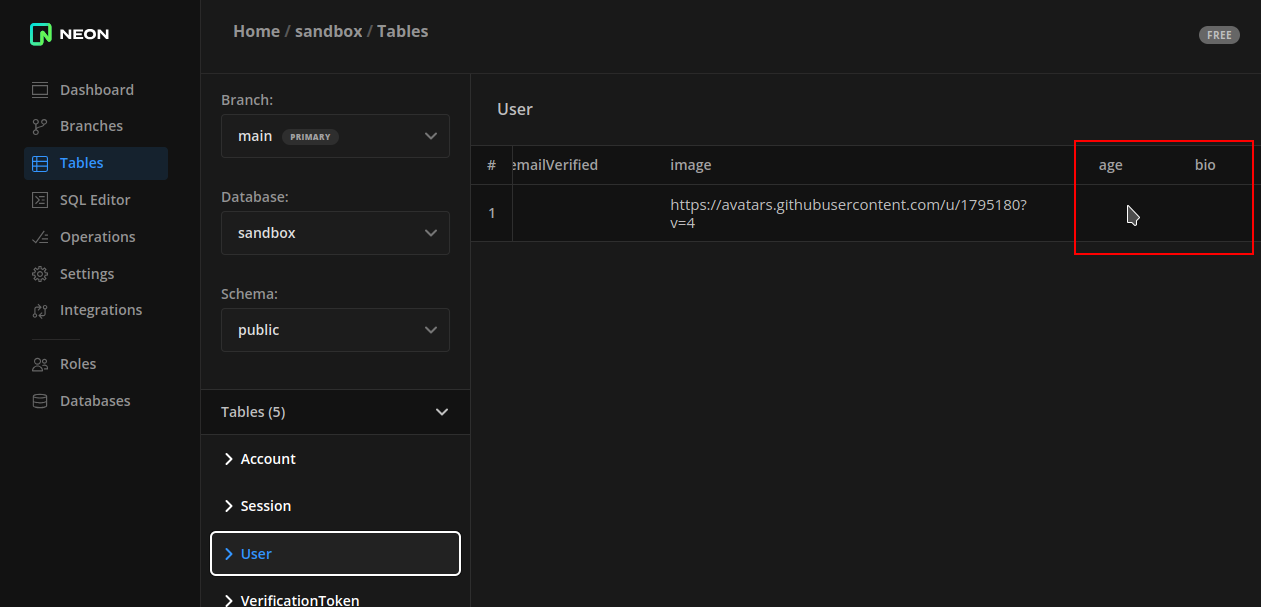 NEON
Home / sandbox / Tables
FREE
Dashboard
Branches
Tables
SQL Editor
Operations
Settings
Integrations
Roles
Databases
Branch:
main PRIMARY
Database:
sandbox
Schema:
public
Tables (5)
Account
Session
User
VerificationToken
User
# emailVerified image age bio
1 https://avatars.githubusercontent.com/u/1795180?
v=4